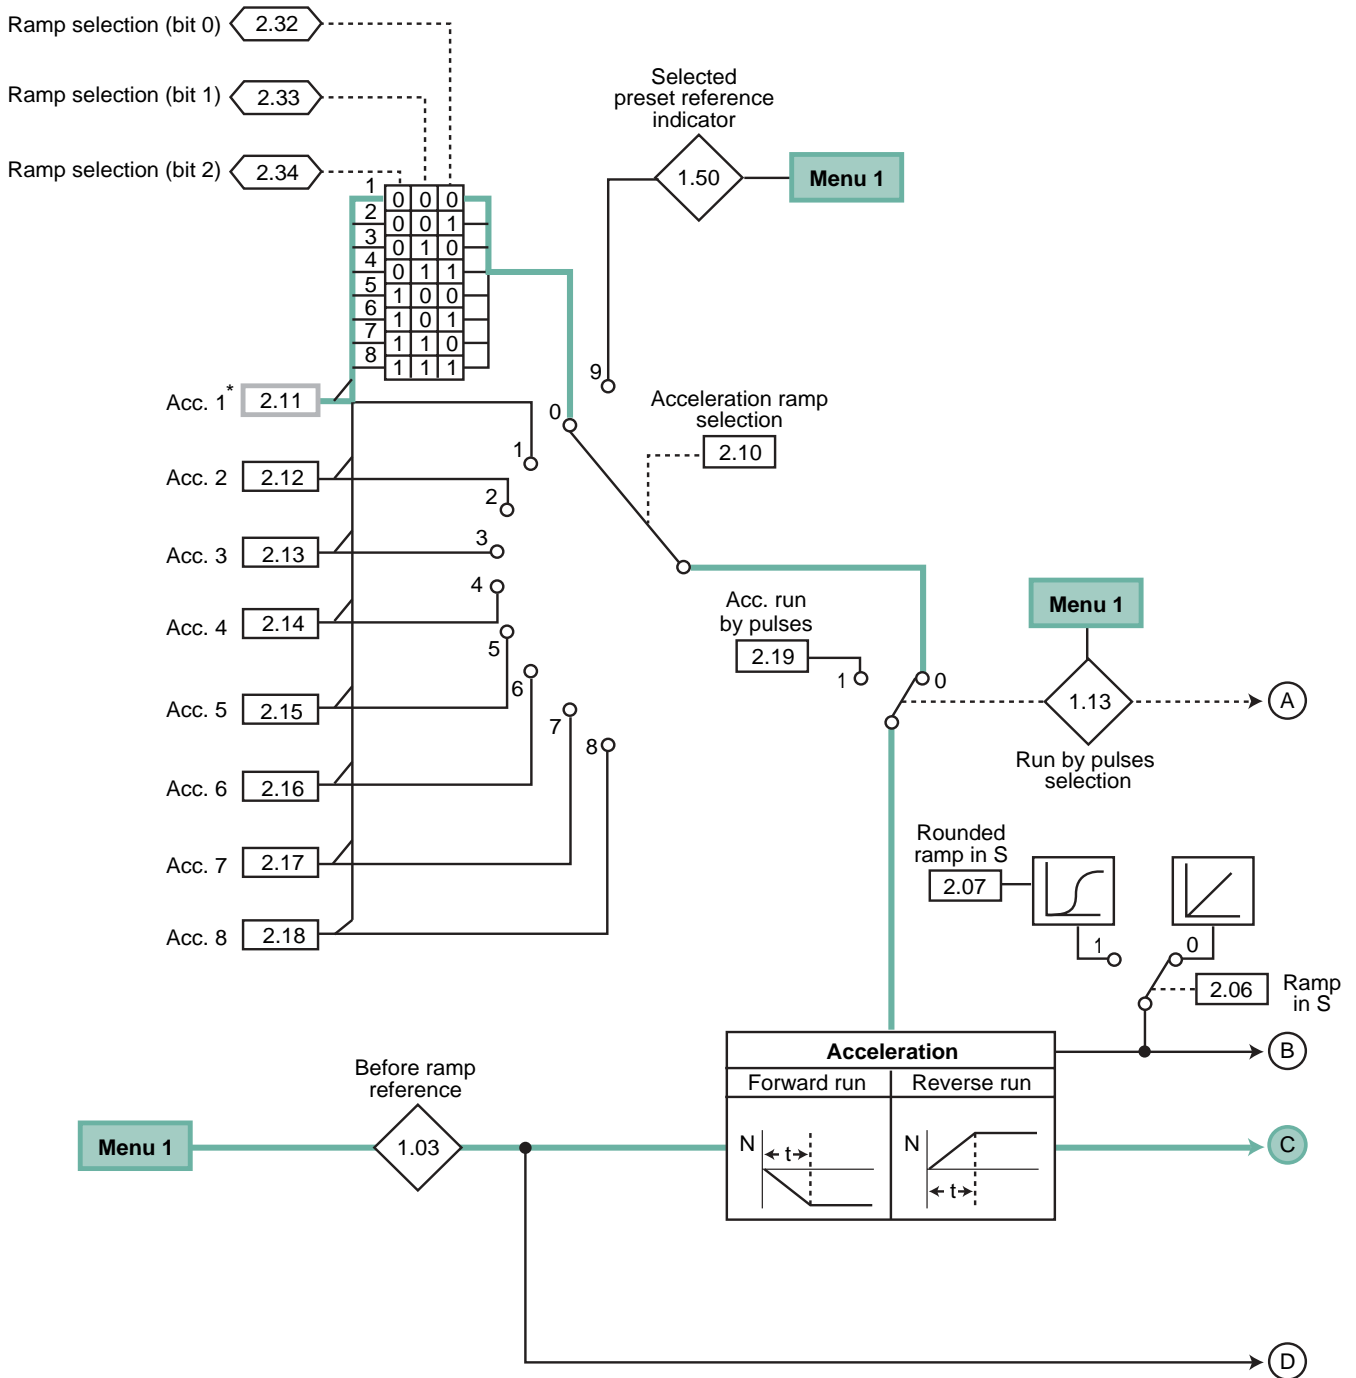 Ramp selection (bit 0) 2.32
Ramp selection (bit 1) 2.33
Ramp selection (bit 2) 2.34
Selected
preset reference
indicator
1.50
Menu 1
1 0 0 0
2 0 0 1
3 0 1 0
4 0 1 1
5 1 0 0
6 1 0 1
7 1 1 0
8 1 1 1
9
0
Acceleration ramp
selection
2.10
Acc. 1* 2.11
1
Acc. 2 2.12
2
Acc. 3 2.13
3
Acc. 4 2.14
4
Acc. 5 2.15
5
Acc. 6 2.16
6
Acc. 7 2.17
7
Acc. 8 2.18
8
Acc. run
by pulses
2.19
1
0
Menu 1
1.13
Run by pulses
selection
A
Rounded
ramp in S
2.07
1
0
2.06
Ramp
in S
B
Acceleration
Forward run
Reverse run
N
t
N
t
Before ramp
reference
Menu 1
1.03
C
D